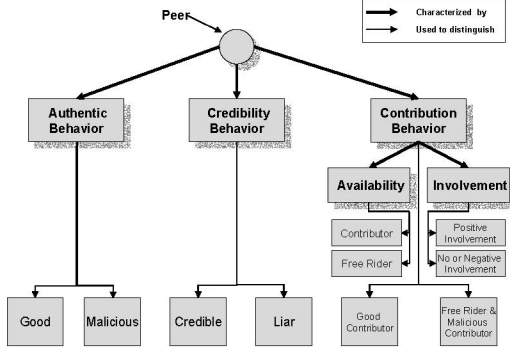 Peer
Characterized by
Used to distinguish
Authentic
Behavior
Credibility
Behavior
Contribution
Behavior
Availability
Involvement
Contributor
Positive
Involvement
Free Rider
No or Negative
Involvement
Good
Malicious
Credible
Liar
Good
Contributor
Free Rider &
Malicious
Contributor